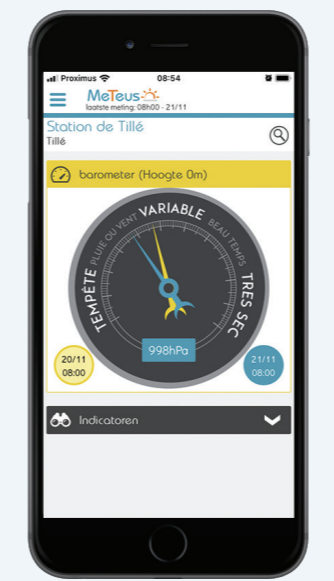 Proximus 08:54
MeTeus
laatste meting: 08h00 - 21/11
Station de Tillé
Tillé
barometer (Hoogte 0m)
TEMPÊTE PLUIE OU VENT VARIABLE BEAU TEMPS TRES SEC
998hPa
20/11
08:00
21/11
08:00
Indicatoren